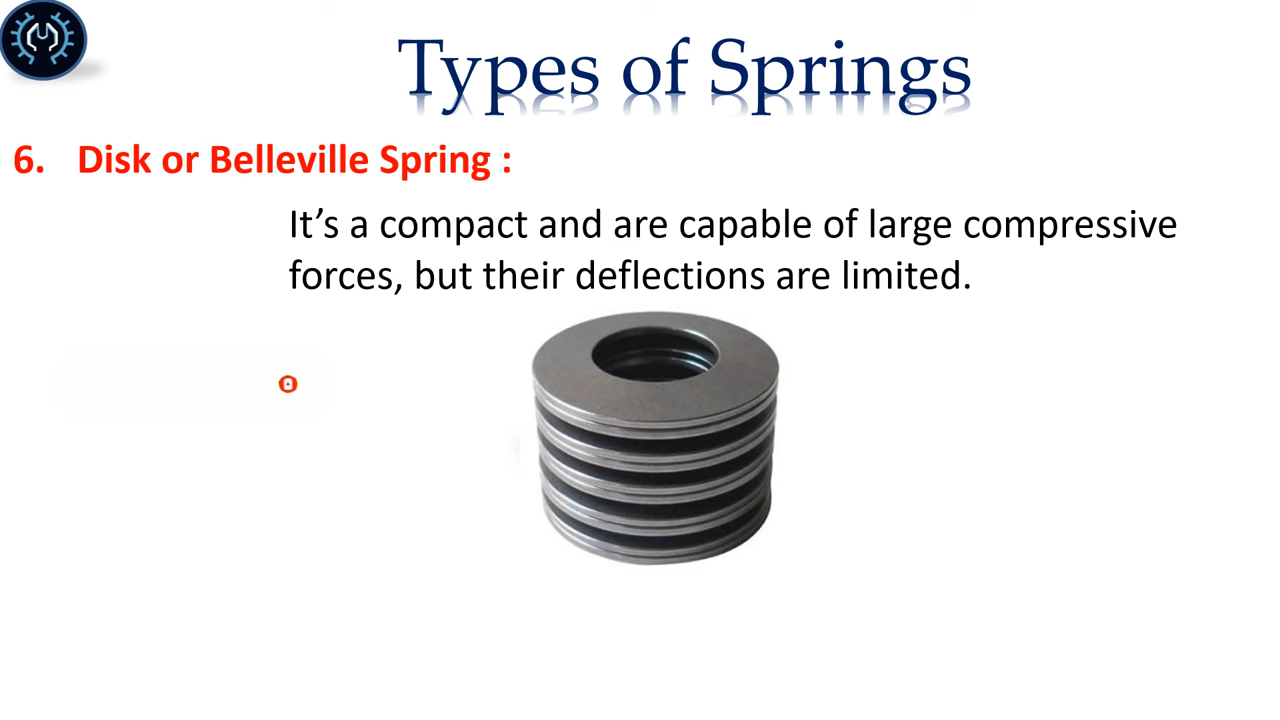 Types of Springs
6. Disk or Belleville Spring :
It’s a compact and are capable of large compressive
forces, but their deflections are limited.